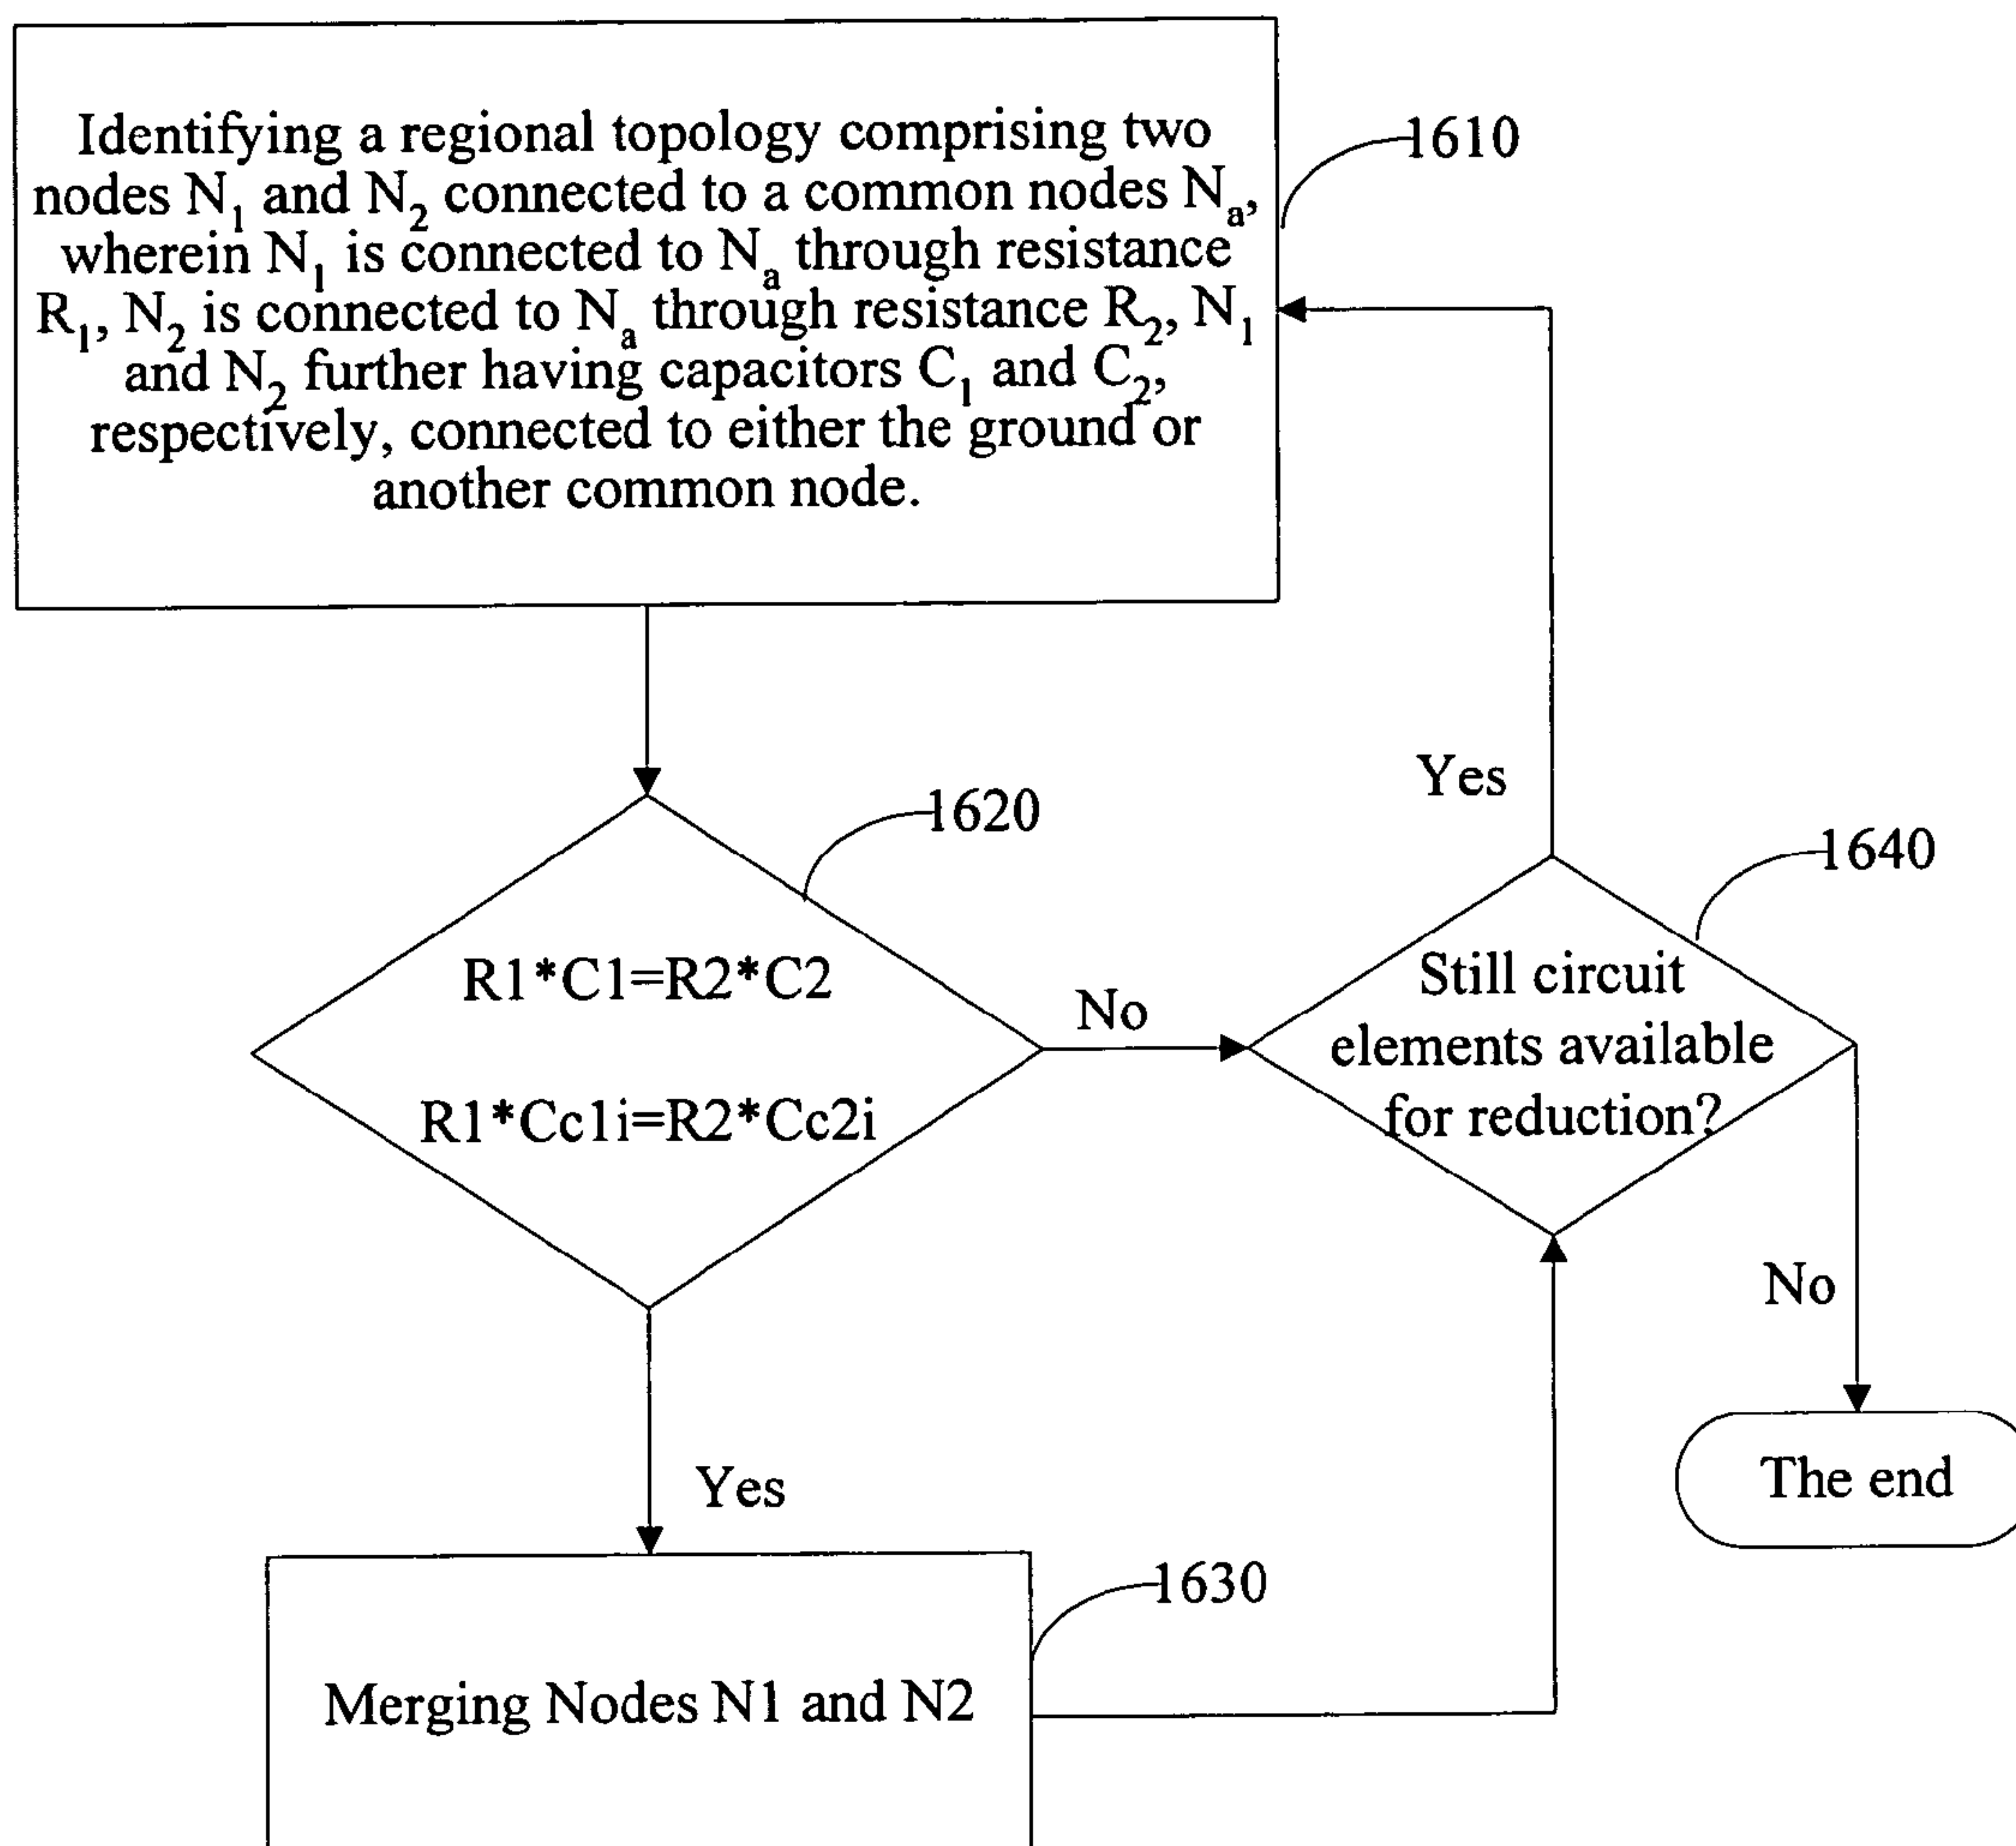 Identifying a regional topology comprising two
nodes N₁ and N₂ connected to a common nodes Nₐ,
wherein N₁ is connected to Nₐ through resistance
R₁, N₂ is connected to Nₐ through resistance R₂, N₁
and N₂ further having capacitors C₁ and C₂,
respectively, connected to either the ground or
another common node.
1610
Yes
1620
1640
R1*C1=R2*C2
R1*Cc1i=R2*Cc2i
No
Still circuit
elements available
for reduction?
No
Yes
The end
1630
Merging Nodes N1 and N2